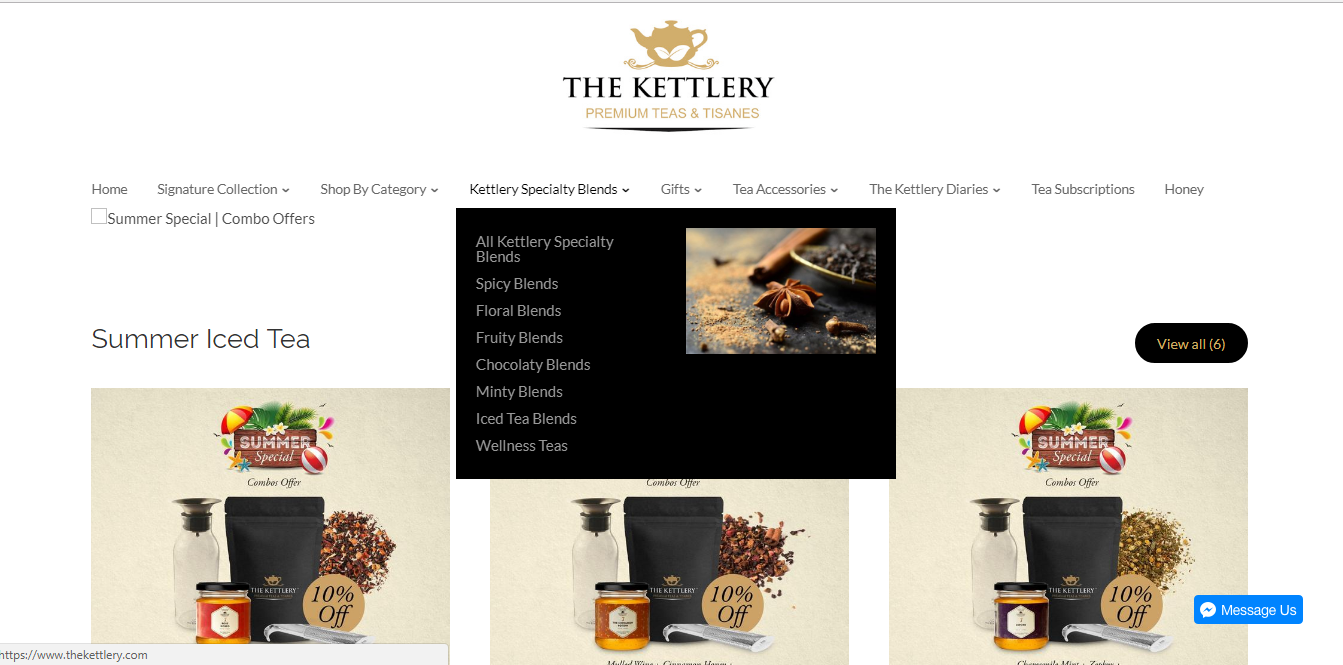 THE KETTLERY
PREMIUM TEAS & TISANES
Home
Signature Collection
Shop By Category
Kettlery Specialty Blends
Gifts
Tea Accessories
The Kettlery Diaries
Tea Subscriptions
Honey
Summer Special | Combo Offers
All Kettlery Specialty
Blends
Spicy Blends
Floral Blends
Fruity Blends
Chocolaty Blends
Minty Blends
Iced Tea Blends
Wellness Teas
Summer Iced Tea
View all (6)
SUMMER
Special
Combos Offer
THE KETTLERY
10%
Off
Combos Offer
THE KETTLERY
10%
Off
Mulled Wine + Cinnamon Honey +
SUMMER
Special
Combos Offer
THE KETTLERY
10%
Off
Chamomile Mint +
Message Us
https://www.thekettlery.com